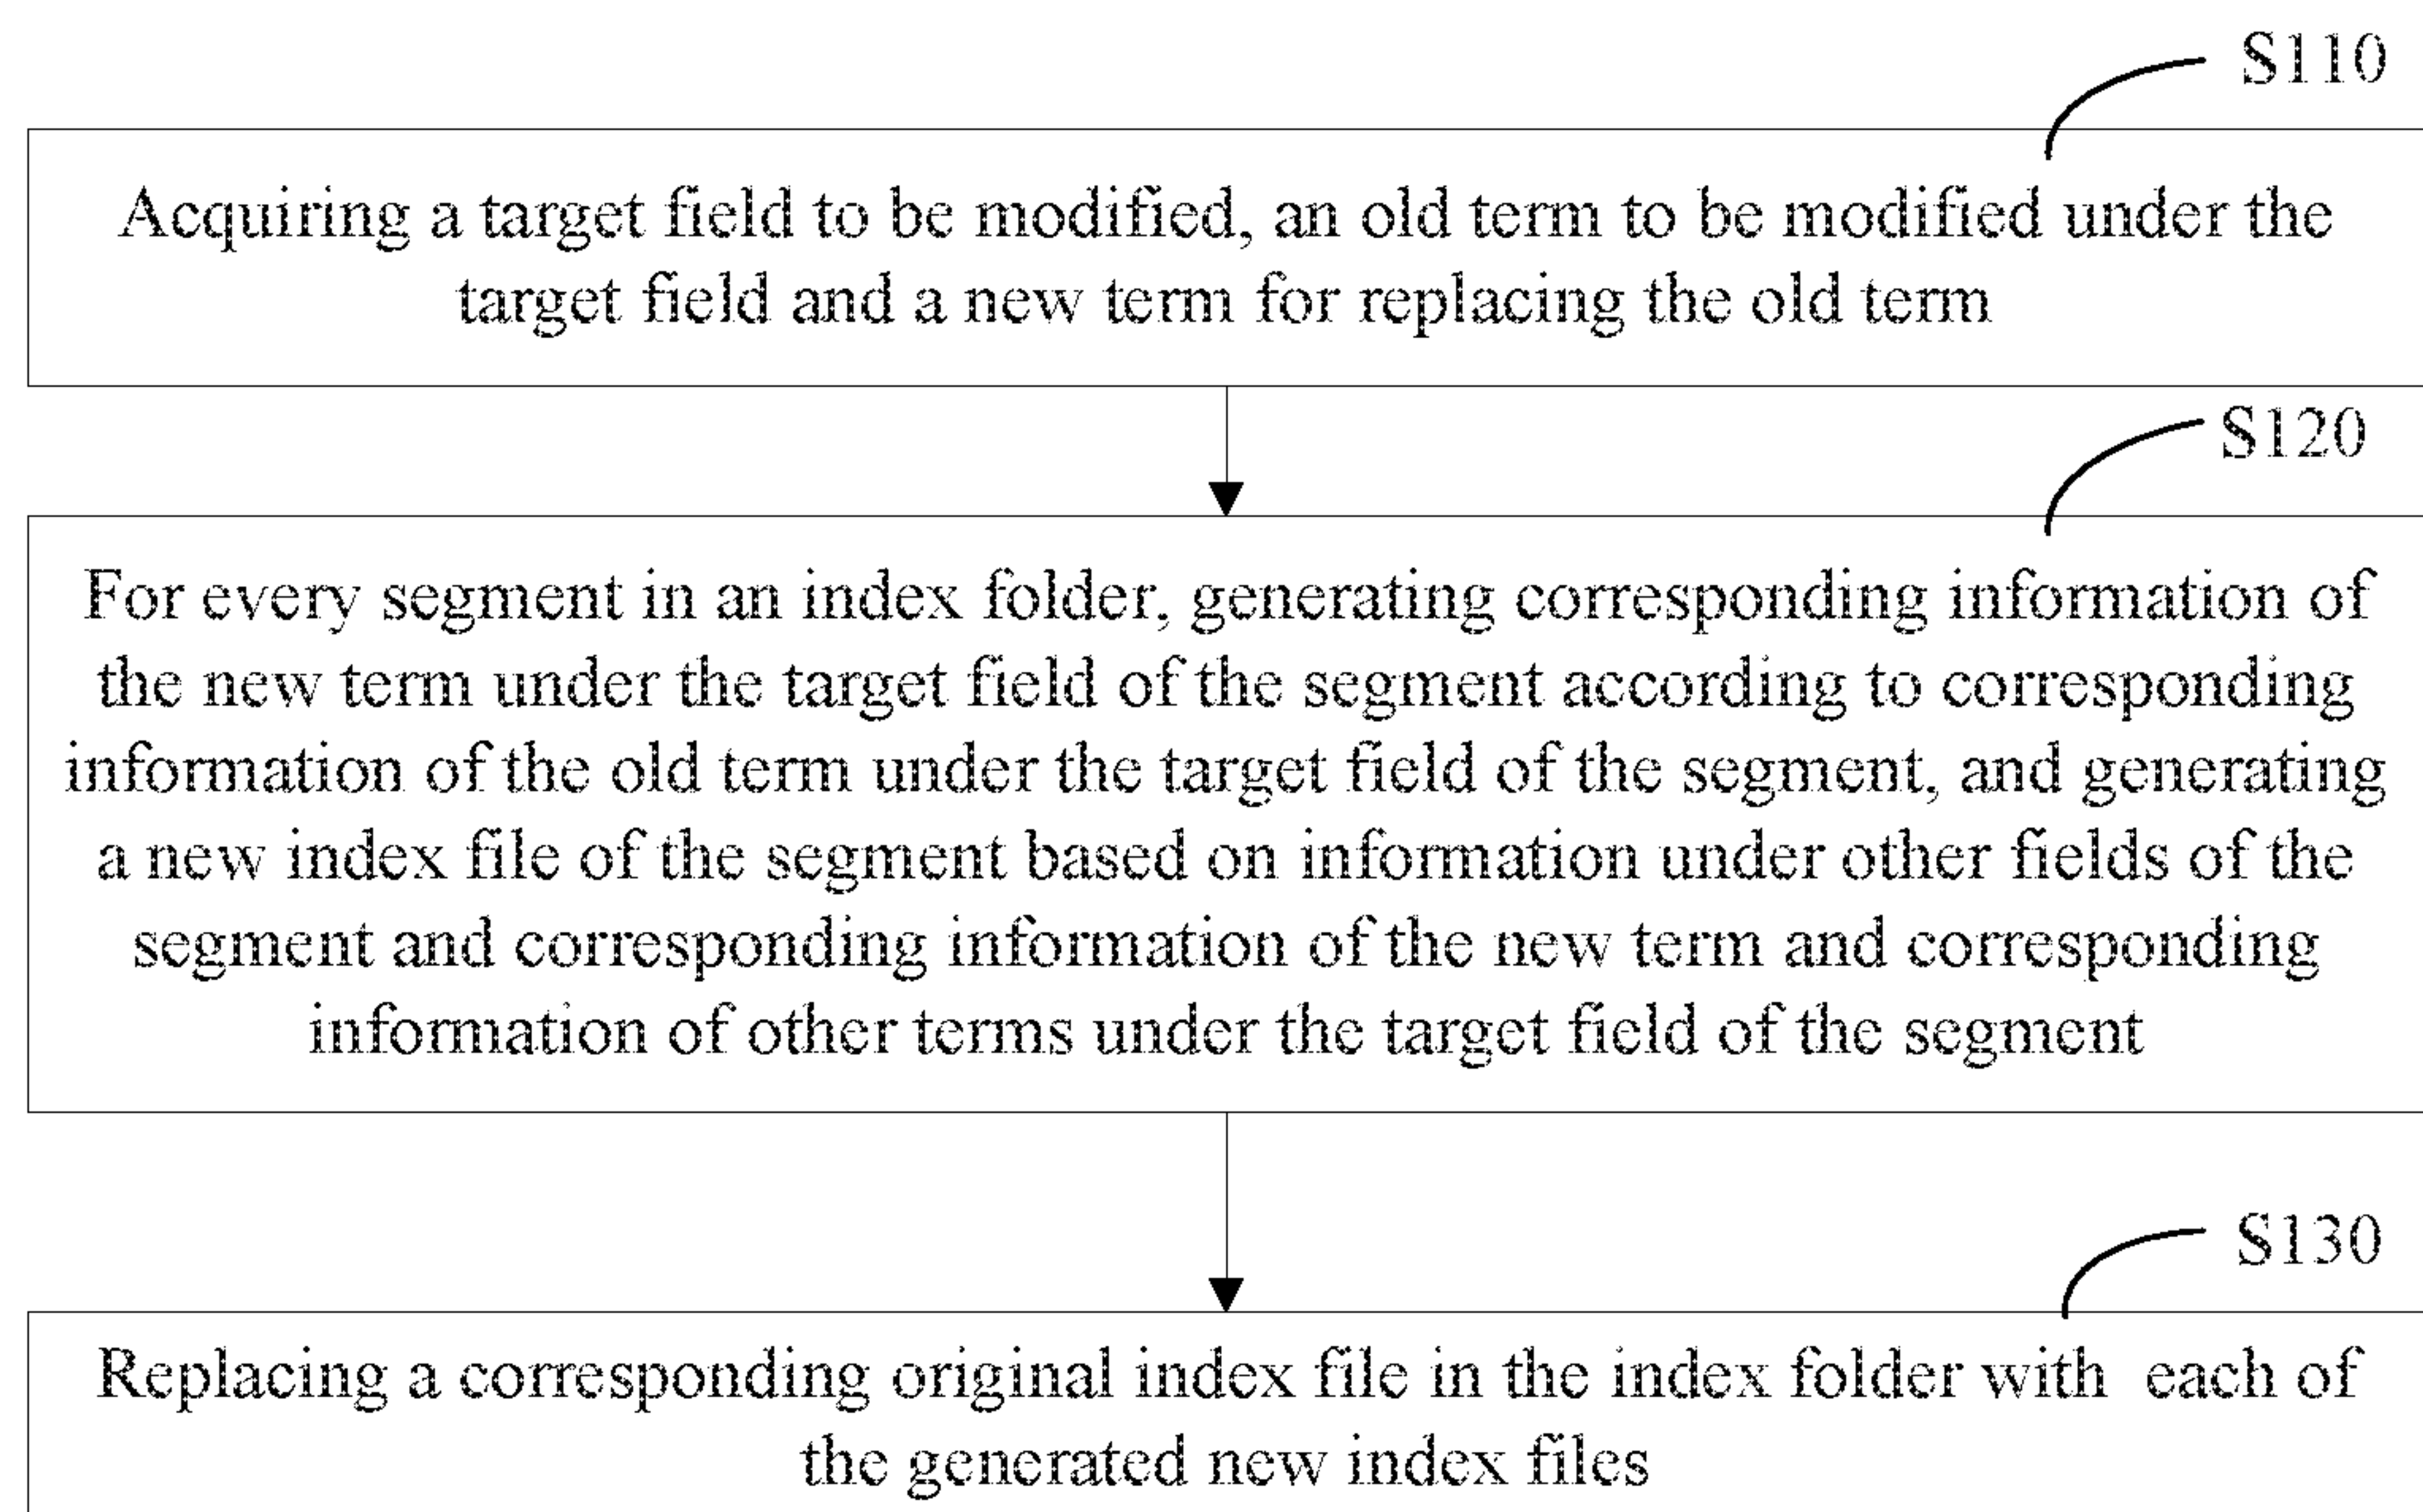 S110
Acquiring a target field to be modified, an old term to be modified under the
target field and a new term for replacing the old term
S120
For every segment in an index folder, generating corresponding information of
the new term under the target field of the segment according to corresponding
information of the old term under the target field of the segment, and generating
a new index file of the segment based on information under other fields of the
segment and corresponding information of the new term and corresponding
information of other terms under the target field of the segment
S130
Replacing a corresponding original index file in the index folder with each of
the generated new index files